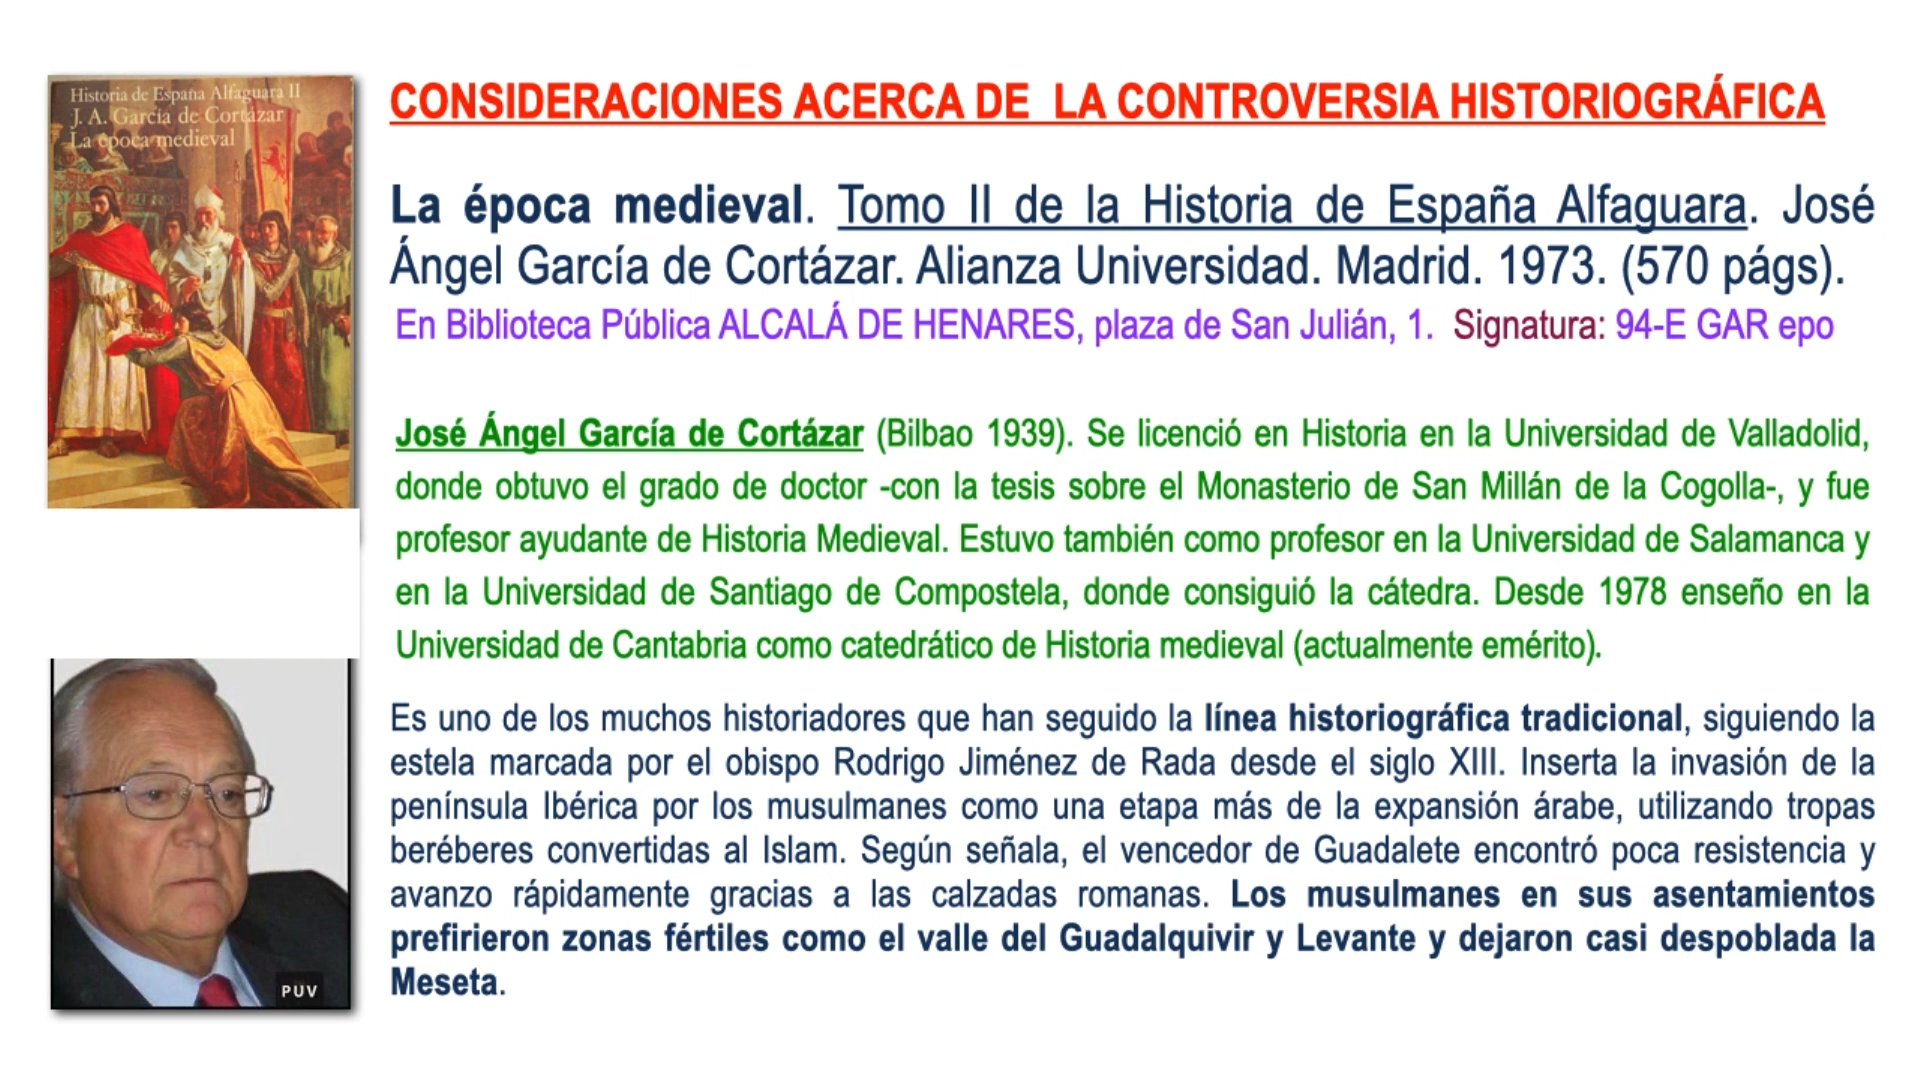 Historia de España Alfaguara II
J. A. García de Cortázar
La época medieval
CONSIDERACIONES ACERCA DE LA CONTROVERSIA HISTORIOGRÁFICA
La época medieval. Tomo II de la Historia de España Alfaguara. José
Ángel García de Cortázar. Alianza Universidad. Madrid. 1973. (570 págs).
En Biblioteca Pública ALCALÁ DE HENARES, plaza de San Julián, 1. Signatura: 94-E GAR epo
José Ángel García de Cortázar (Bilbao 1939). Se licenció en Historia en la Universidad de Valladolid,
donde obtuvo el grado de doctor -con la tesis sobre el Monasterio de San Millán de la Cogolla-, y fue
profesor ayudante de Historia Medieval. Estuvo también como profesor en la Universidad de Salamanca y
en la Universidad de Santiago de Compostela, donde consiguió la cátedra. Desde 1978 enseño en la
Universidad de Cantabria como catedrático de Historia medieval (actualmente emérito).
Es uno de los muchos historiadores que han seguido la línea historiográfica tradicional, siguiendo la
estela marcada por el obispo Rodrigo Jiménez de Rada desde el siglo XIII. Inserta la invasión de la
península Ibérica por los musulmanes como una etapa más de la expansión árabe, utilizando tropas
beréberes convertidas al Islam. Según señala, el vencedor de Guadalete encontró poca resistencia y
avanzo rápidamente gracias a las calzadas romanas. Los musulmanes en sus asentamientos
prefirieron zonas fértiles como el valle del Guadalquivir y Levante y dejaron casi despoblada la
Meseta.
PUV